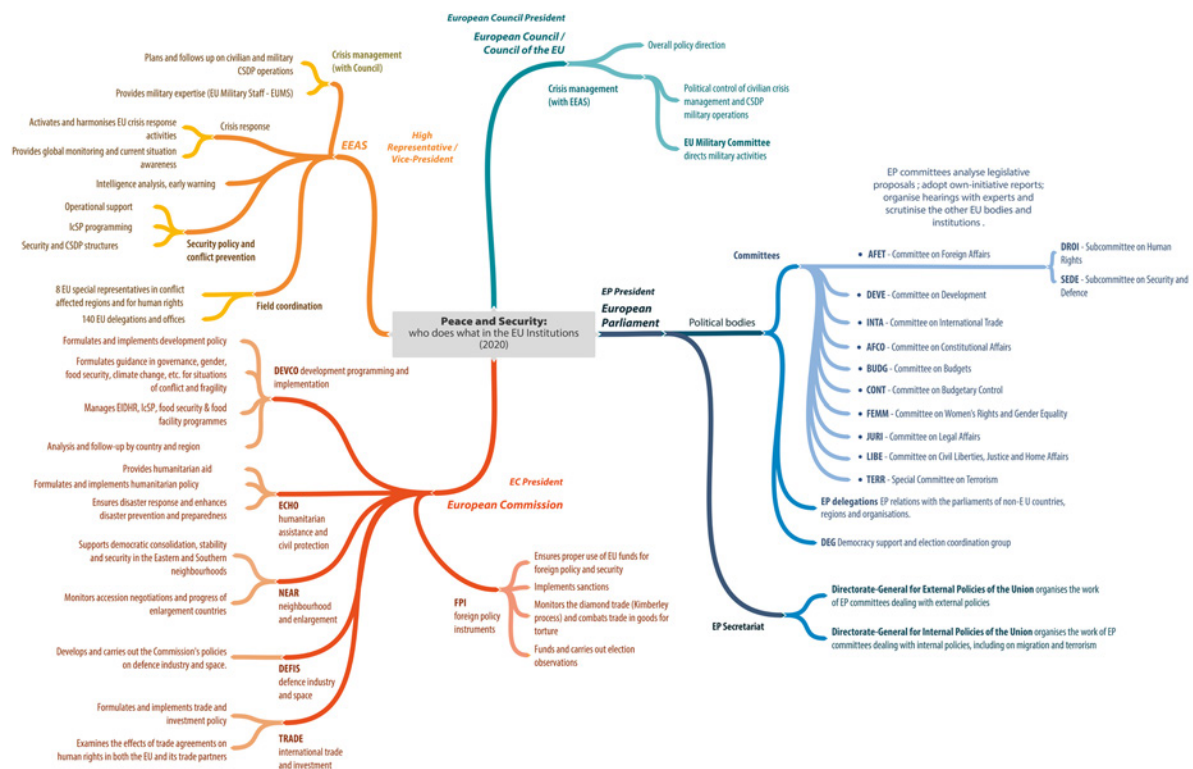 European Council President
European Council /
Council of the EU
Overall policy direction
Crisis management
(with EEAS)
Political control of civilian crisis
management and CSDP
military operations
EU Military Committee
directs military activities
Plans and follows up on civilian and military
CSDP operations
Provides military expertise (EU Military Staff - EUMS)
Crisis management
(with Council)
Activates and harmonises EU crisis response
activities
Provides global monitoring and current situation
awareness
Crisis response
EEAS
High
Representative /
Vice-President
Intelligence analysis, early warning
Operational support
IcSP programming
Security and CSDP structures
Security policy and
conflict prevention
8 EU special representatives in conflict
affected regions and for human rights
140 EU delegations and offices
Field coordination
Peace and Security:
who does what in the EU Institutions
(2020)
EP President
European
Parliament
Political bodies
EP committees analyse legislative
proposals ; adopt own-initiative reports;
organise hearings with experts and
scrutinise the other EU bodies and
institutions .
Committees
• AFET - Committee on Foreign Affairs
DROI - Subcommittee on Human
Rights
SEDE - Subcommittee on Security and
Defence
• DEVE - Committee on Development
• INTA - Committee on International Trade
• AFCO - Committee on Constitutional Affairs
• BUDG - Committee on Budgets
• CONT - Committee on Budgetary Control
• FEMM - Committee on Women's Rights and Gender Equality
• JURI - Committee on Legal Affairs
• LIBE - Committee on Civil Liberties, Justice and Home Affairs
• TERR - Special Committee on Terrorism
EP delegations EP relations with the parliaments of non-E U countries,
regions and organisations.
DEG Democracy support and election coordination group
EP Secretariat
Directorate-General for External Policies of the Union organises the work
of EP committees dealing with external policies
Directorate-General for Internal Policies of the Union organises the work of EP
committees dealing with internal policies, including on migration and terrorism
Formulates and implements development policy
Formulates guidance in governance, gender,
food security, climate change, etc. for situations
of conflict and fragility
Manages EIDHR, IcSP, food security & food
facility programmes
Analysis and follow-up by country and region
DEVCO development programming and
implementation
EC President
European Commission
Provides humanitarian aid
Formulates and implements humanitarian policy
Ensures disaster response and enhances
disaster prevention and preparedness
ECHO
humanitarian
assistance and
civil protection
Supports democratic consolidation, stability
and security in the Eastern and Southern
neighbourhoods
Monitors accession negotiations and progress of
enlargement countries
NEAR
neighbourhood
and enlargement
Develops and carries out the Commission's policies
on defence industry and space.
DEFIS
defence industry
and space
Formulates and implements trade and
investment policy
Examines the effects of trade agreements on
human rights in both the EU and its trade partners
TRADE
international trade
and investment
FPI
foreign policy
instruments
Ensures proper use of EU funds for
foreign policy and security
Implements sanctions
Monitors the diamond trade (Kimberley
process) and combats trade in goods for
torture
Funds and carries out election
observations